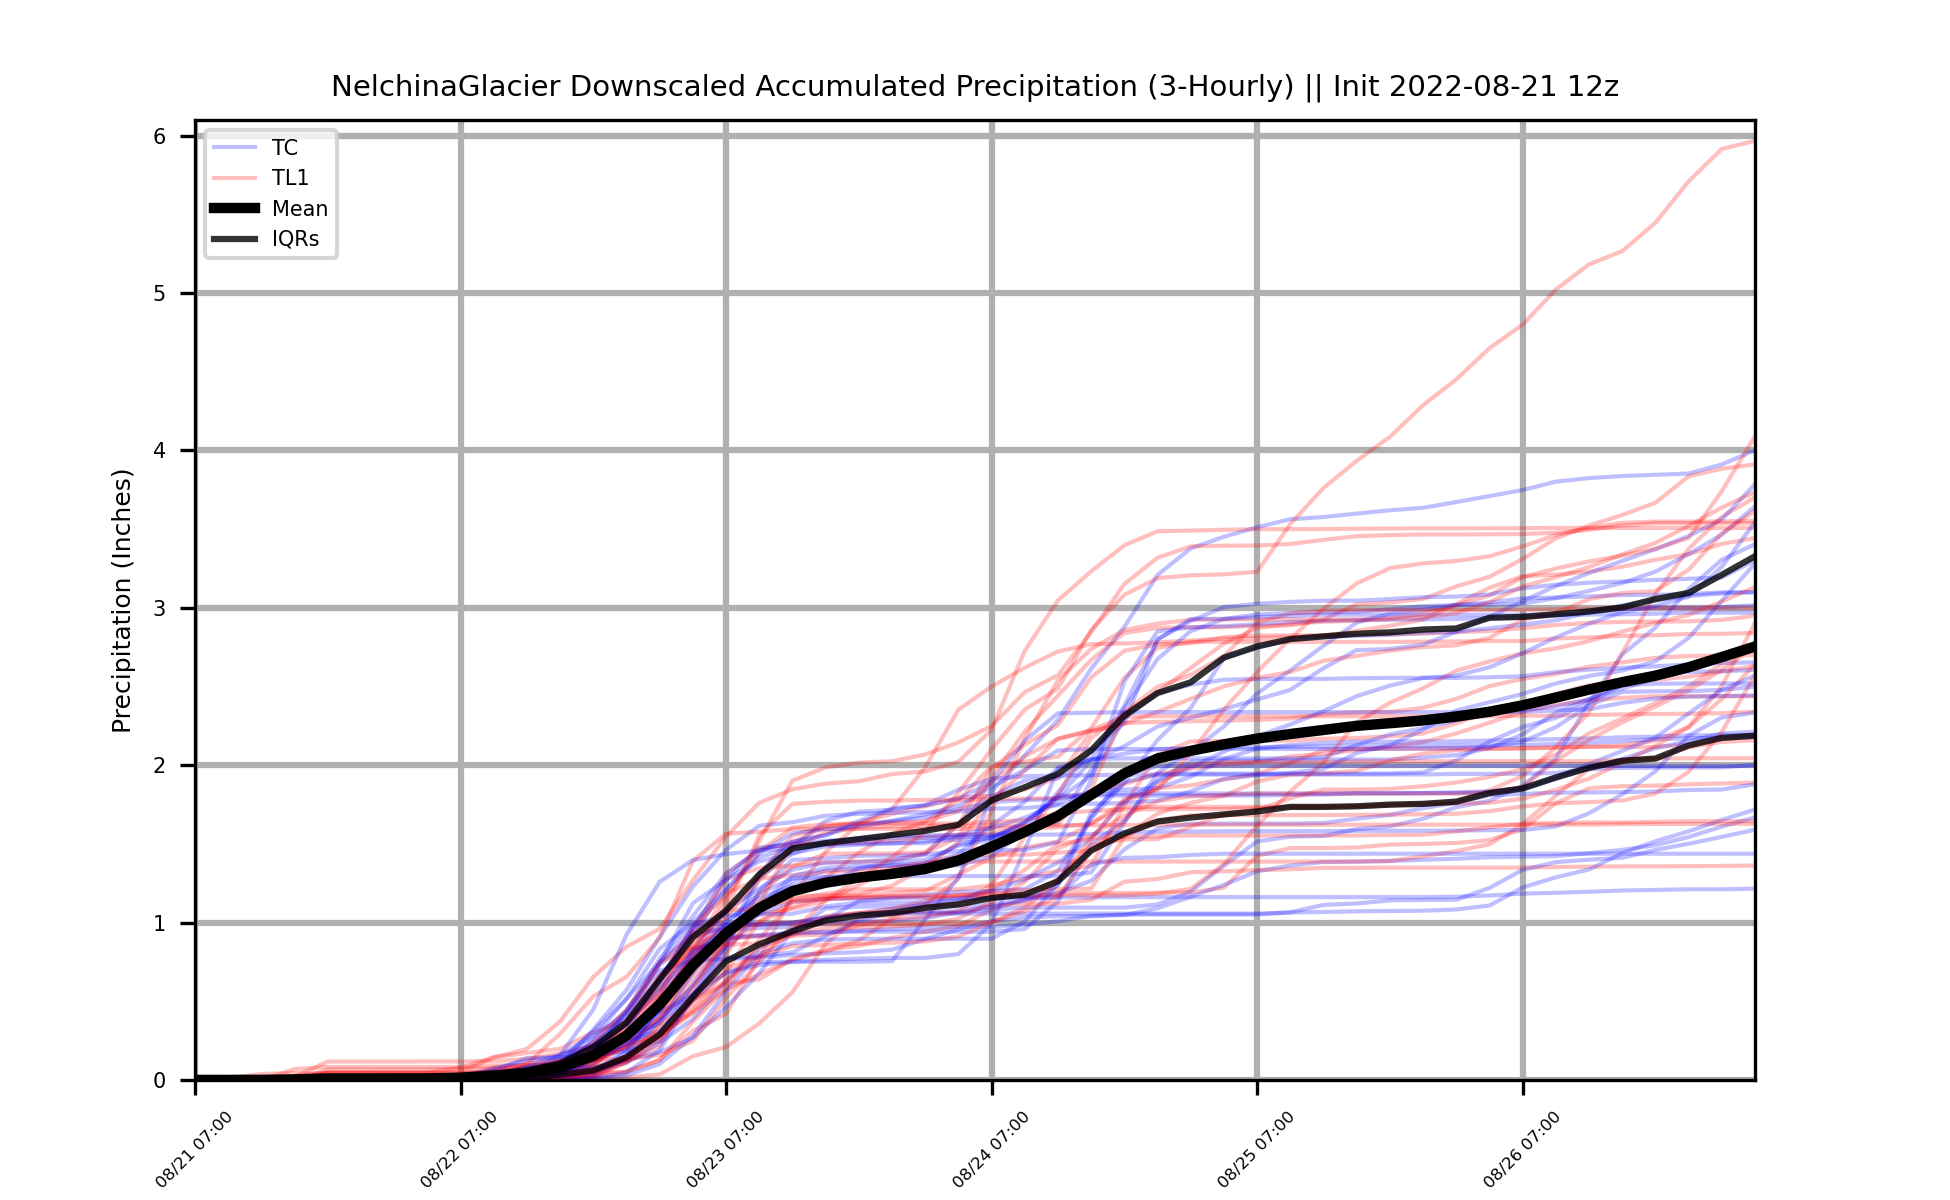 NelchinaGlacier Downscaled Accumulated Precipitation (3-Hourly) || Init 2022-08-21 12z
TC
TL1
Mean
IQRs
Precipitation (Inches)
6
5
4
3
2
1
0
08/21 07:00
08/22 07:00
08/23 07:00
08/24 07:00
08/25 07:00
08/26 07:00